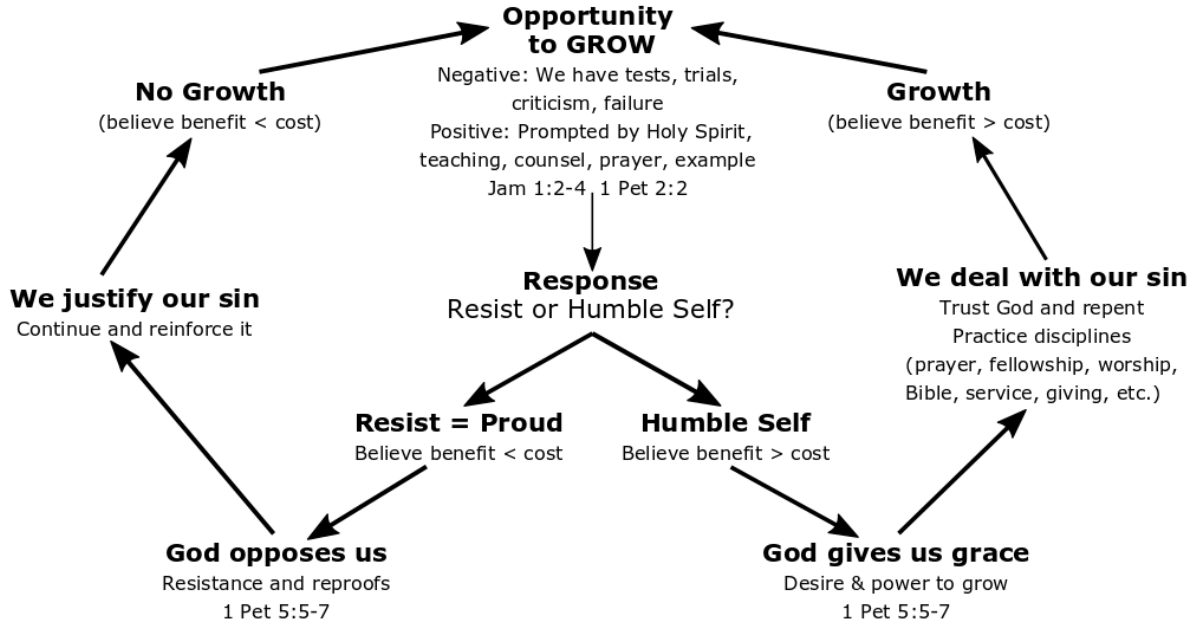 Opportunity
to GROW
Negative: We have tests, trials,
criticism, failure
Positive: Prompted by Holy Spirit,
teaching, counsel, prayer, example
Jam 1:2-4 1 Pet 2:2
No Growth
(believe benefit < cost)
Growth
(believe benefit > cost)
Response
Resist or Humble Self?
We justify our sin
Continue and reinforce it
We deal with our sin
Trust God and repent
Practice disciplines
(prayer, fellowship, worship,
Bible, service, giving, etc.)
Resist = Proud
Believe benefit < cost
Humble Self
Believe benefit > cost
God opposes us
Resistance and reproofs
1 Pet 5:5-7
God gives us grace
Desire & power to grow
1 Pet 5:5-7